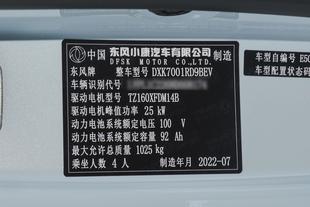 中国 东风小康汽车有限公司 制造
DFSK MOTOR CO.,LTD.
东风牌 整车型号 DXK7001RD9BEV
车辆识别代号
驱动电机型号 TZ160XFDM14B
驱动电机峰值功率 25 kW
动力电池系统额定电压 100 V
动力电池系统额定容量 92 Ah
最大允许总质量 1025 kg
乘坐人数 4 人 制造年月 2022-07
车型自编号 E50
车型配置状态码